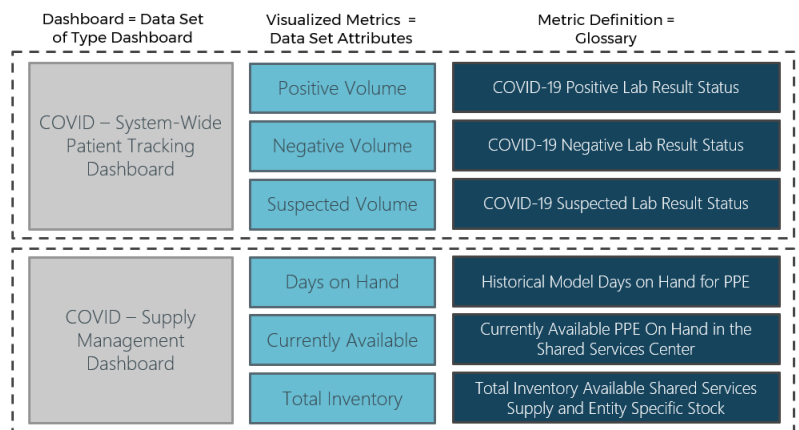 Dashboard = Data Set
of Type Dashboard
Visualized Metrics =
Data Set Attributes
Metric Definition =
Glossary
COVID – System-Wide
Patient Tracking
Dashboard
Positive Volume
COVID-19 Positive Lab Result Status
Negative Volume
COVID-19 Negative Lab Result Status
Suspected Volume
COVID-19 Suspected Lab Result Status
COVID – Supply
Management
Dashboard
Days on Hand
Historical Model Days on Hand for PPE
Currently Available
Currently Available PPE On Hand in the
Shared Services Center
Total Inventory
Total Inventory Available Shared Services
Supply and Entity Specific Stock